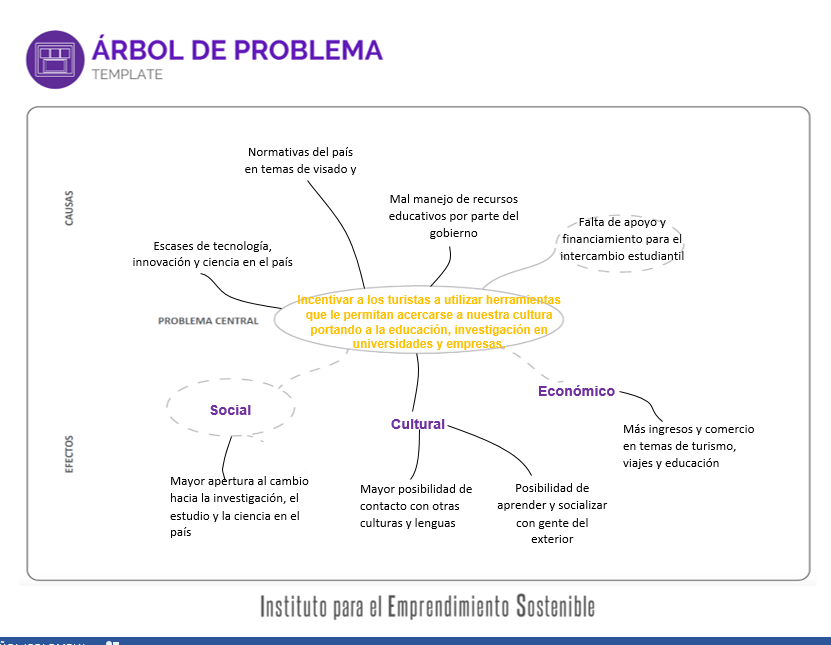 ÁRBOL DE PROBLEMA
TEMPLATE
CAUSAS
Normativas del país
en temas de visado y
Mal manejo de recursos
educativos por parte del
gobierno
Falta de apoyo y
financiamiento para el
intercambio estudiantil
Escases de tecnología,
innovación y ciencia en el país
PROBLEMA CENTRAL
Incentivar a los turistas a utilizar herramientas
que le permitan acercarse a nuestra cultura
portando a la educación, investigación en
universidades y empresas.
EFECTOS
Social
Cultural
Económico
Mayor apertura al cambio
hacia la investigación, el
estudio y la ciencia en el
país
Mayor posibilidad de
contacto con otras
culturas y lenguas
Posibilidad de
aprender y socializar
con gente del
exterior
Más ingresos y comercio
en temas de turismo,
viajes y educación
Instituto para el Emprendimiento Sostenible